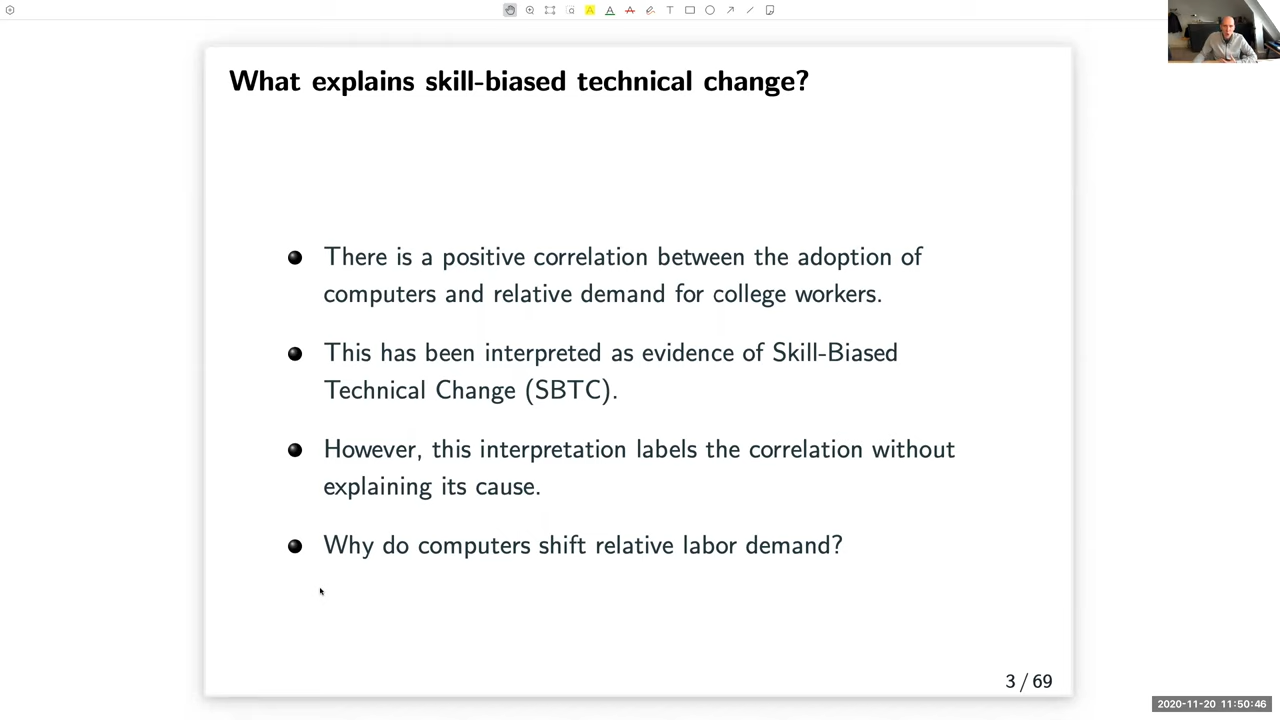 What explains skill-biased technical change?
There is a positive correlation between the adoption of
computers and relative demand for college workers.
This has been interpreted as evidence of Skill-Biased
Technical Change (SBTC).
However, this interpretation labels the correlation without
explaining its cause.
Why do computers shift relative labor demand?
3 / 69
2020-11-20 11:50:46